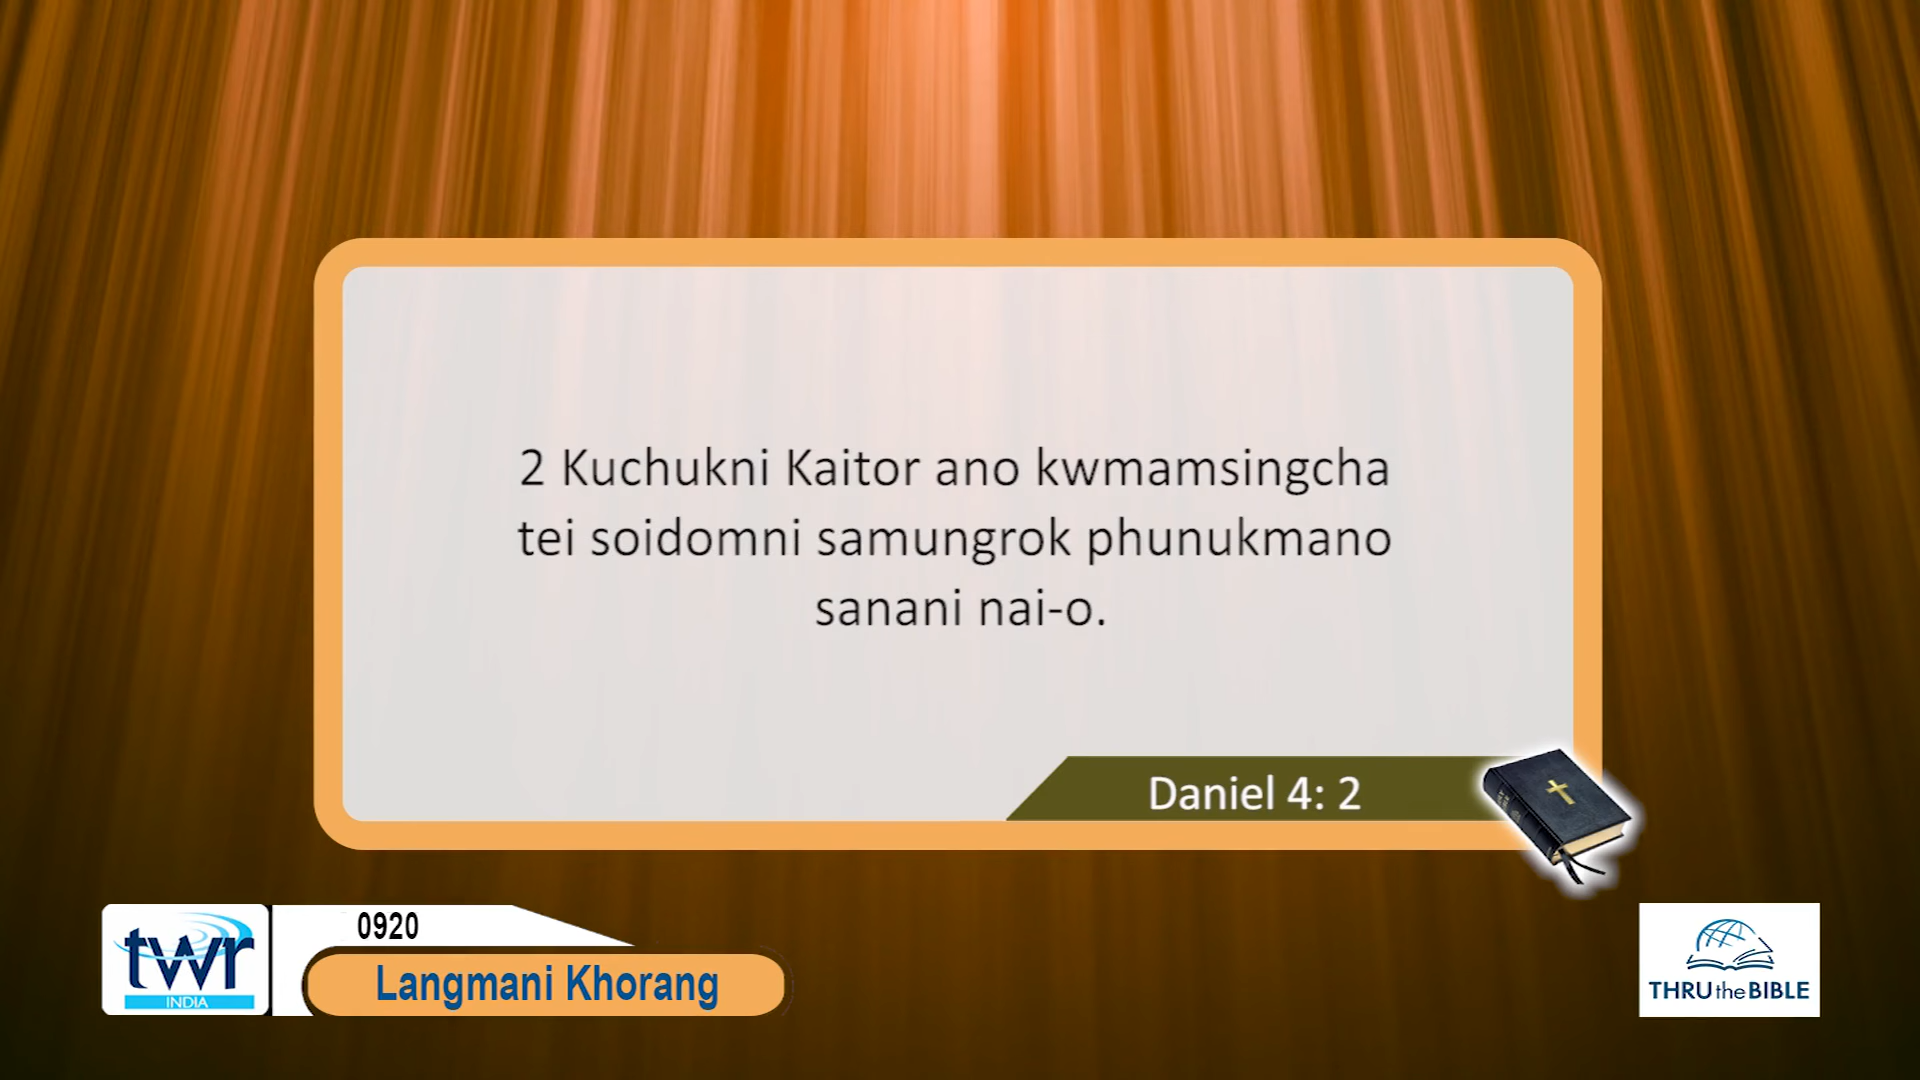 2 Kuchukni Kaitor ano kwmamsingcha
tei soidomni samungrok phunukmano
sanani nai-o.
Daniel 4: 2
0920
Langmani Khorang
twr
INDIA
THRU the BIBLE